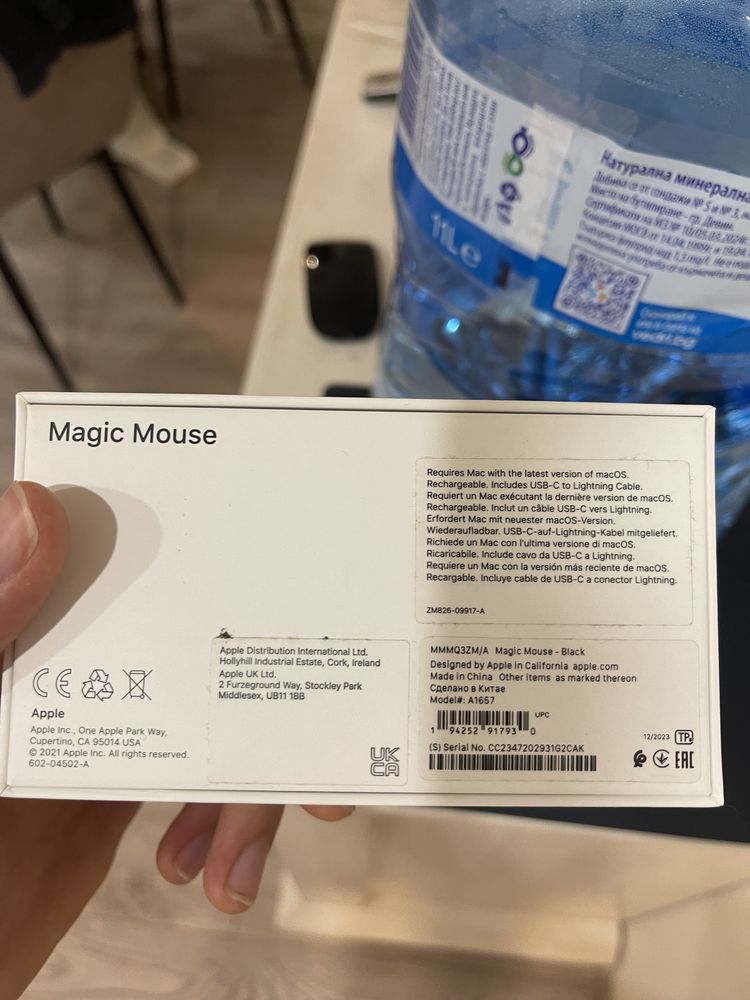 11L e
Натурална минерална
vedki.bg
Magic Mouse
Requires Mac with the latest version of macOS.
Rechargeable. Includes USB-C to Lightning Cable.
Requiert un Mac exécutant la dernière version de macOS.
Rechargeable. Inclut un câble USB-C vers Lightning.
Erfordert Mac mit neuester macOS-Version.
Wiederaufladbar. USB-C-auf-Lightning-Kabel mitgeliefert.
Richiede un Mac con l'ultima versione di macOS.
Ricaricabile. Include cavo da USB-C a Lightning.
Requiere un Mac con la versión más reciente de macOS.
Recargable. Incluye cable de USB-C a conector Lightning.
ZM826-09917-A
CE
Apple
Apple Inc., One Apple Park Way,
Cupertino, CA 95014 USA
© 2021 Apple Inc. All rights reserved.
602-04502-A
Apple Distribution International Ltd.
Hollyhill Industrial Estate, Cork, Ireland
Apple UK Ltd.
2 Furzeground Way, Stockley Park
Middlesex, UB11 1BB
UK
CA
MMMQ3ZM/A Magic Mouse - Black
Designed by Apple in California apple.com
Made in China Other items as marked thereon
Сделано в Китае
Model#: A1657
UPC
1 94252 91793 0
(S) Serial No. CC2347202931G2CAK
12/2023 TPs
EAC